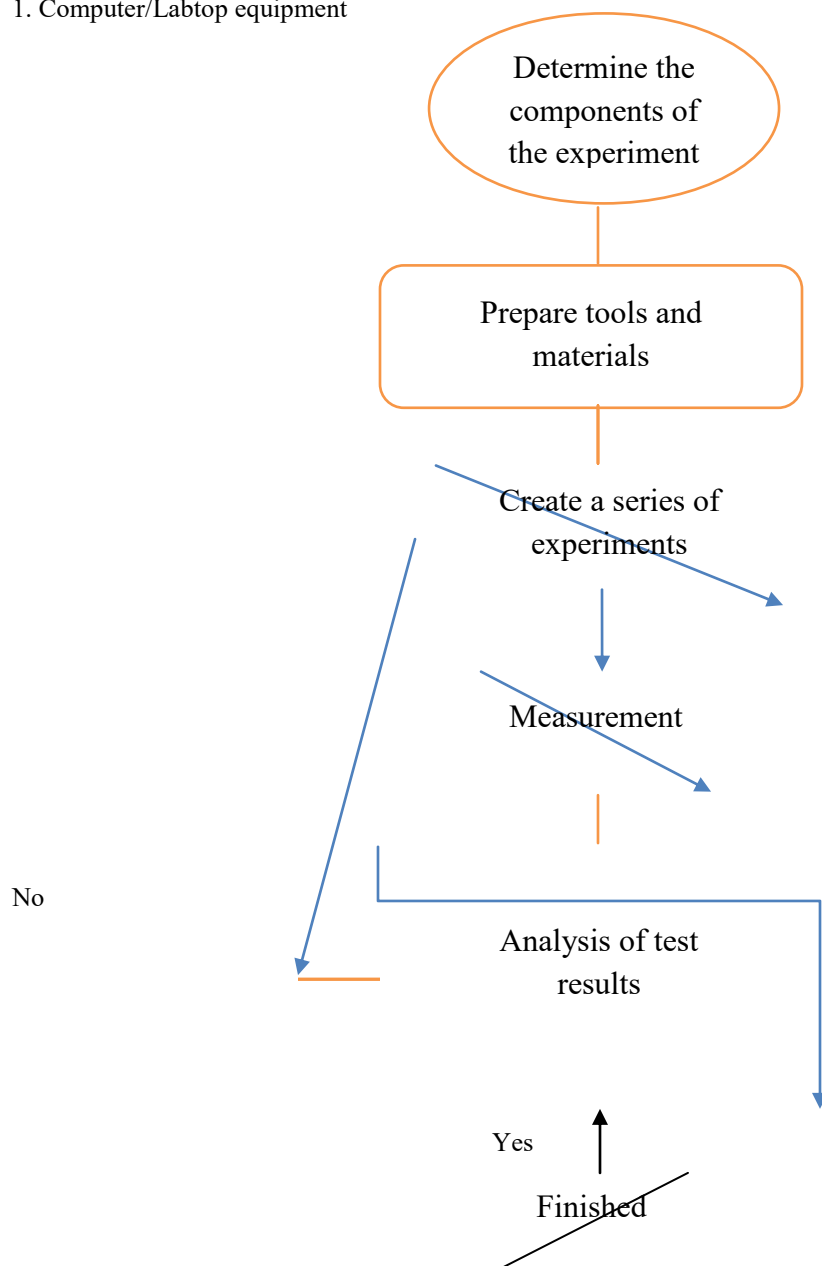 1. Computer/Labtop equipment
Determine the
components of
the experiment
Prepare tools and
materials
Create a series of
experiments
Measurement
No
Analysis of test
results
Yes
Finished